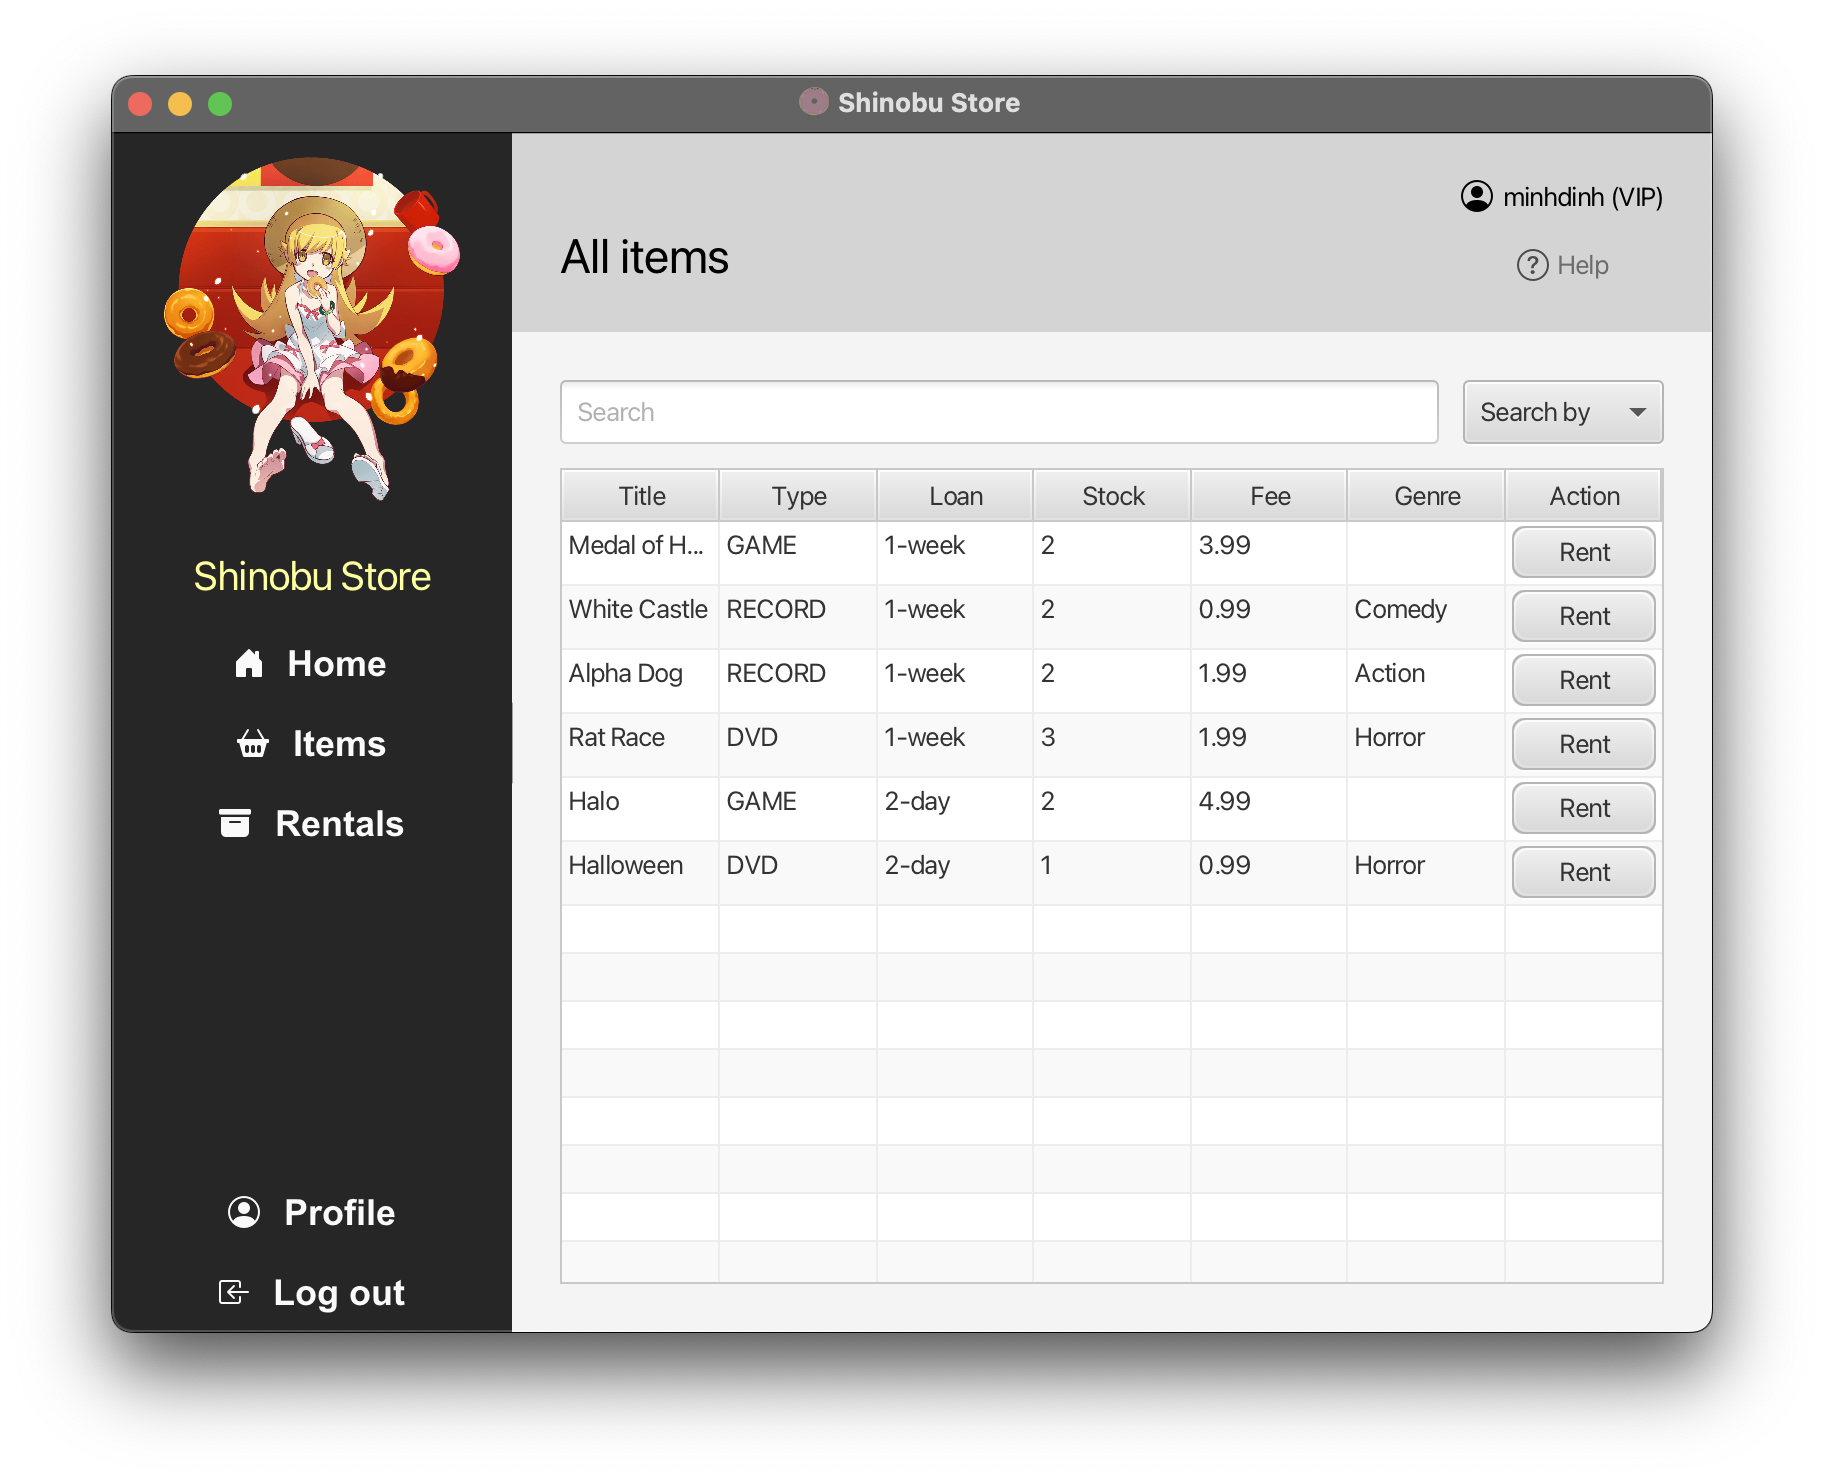 Shinobu Store
minhdinh (VIP)
All items
Help
Shinobu Store
Home
Items
Rentals
Profile
Log out
Search
Search by
Title Type Loan Stock Fee Genre Action
Medal of H... GAME 1-week 2 3.99 Rent
White Castle RECORD 1-week 2 0.99 Comedy Rent
Alpha Dog RECORD 1-week 2 1.99 Action Rent
Rat Race DVD 1-week 3 1.99 Horror Rent
Halo GAME 2-day 2 4.99 Rent
Halloween DVD 2-day 1 0.99 Horror Rent